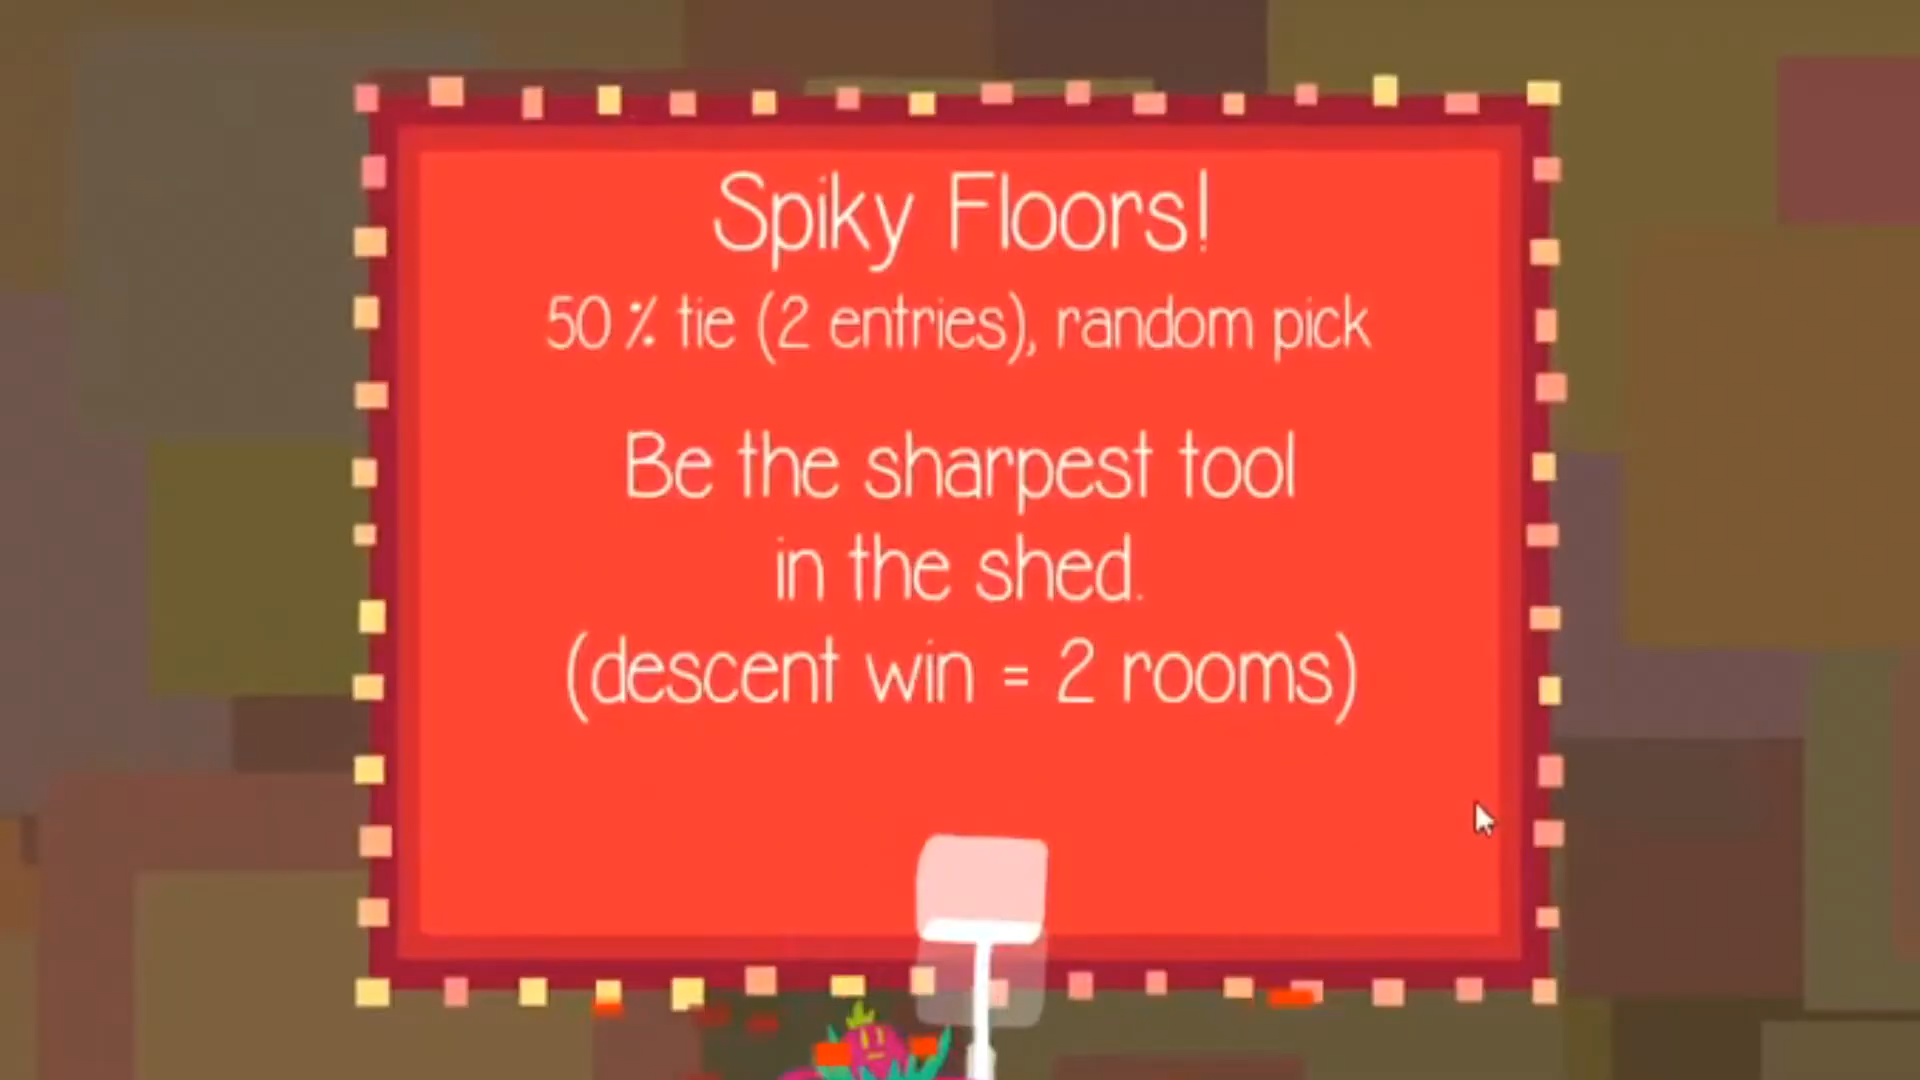 Spiky Floors!
50% tie (2 entries), random pick
Be the sharpest tool
in the shed.
(descent win = 2 rooms)